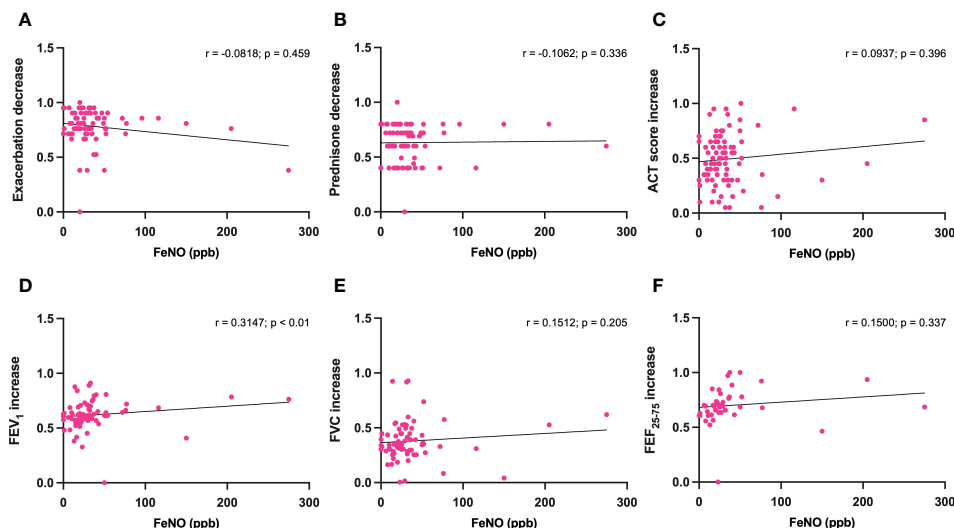 A
r = -0.0818; p = 0.459
Exacerbation decrease
1.5
1.0
0.5
0.0
0 100 200 300
FeNO (ppb)
B
r = -0.1062; p = 0.336
Prednisone decrease
1.5
1.0
0.5
0.0
0 100 200 300
FeNO (ppb)
C
r = 0.0937; p = 0.396
ACT score increase
1.5
1.0
0.5
0.0
0 100 200 300
FeNO (ppb)
D
r = 0.3147; p < 0.01
FEV1 increase
1.5
1.0
0.5
0.0
0 100 200 300
FeNO (ppb)
E
r = 0.1512; p = 0.205
FVC increase
1.5
1.0
0.5
0.0
0 100 200 300
FeNO (ppb)
F
r = 0.1500; p = 0.337
FEF25-75 increase
1.5
1.0
0.5
0.0
0 100 200 300
FeNO (ppb)